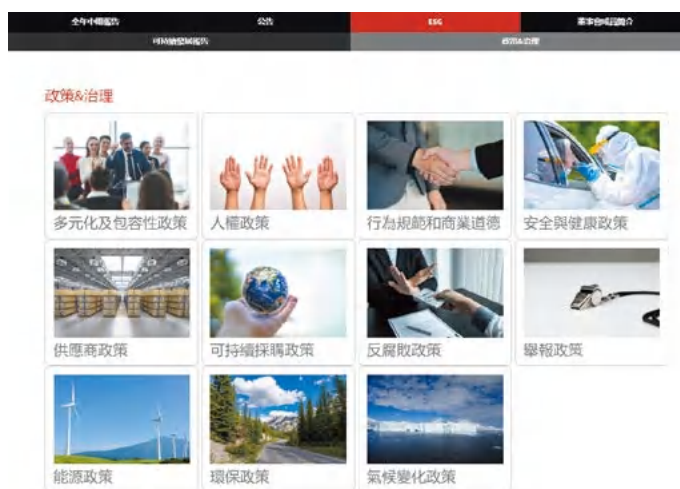 全年中期報告
公告
ESG
董事會成員簡介
可持續發展報告
政策&治理
政策&治理
多元化及包容性政策
人權政策
行為規範和商業道德
安全與健康政策
供應商政策
可持續採購政策
反腐敗政策
舉報政策
能源政策
環保政策
氣候變化政策